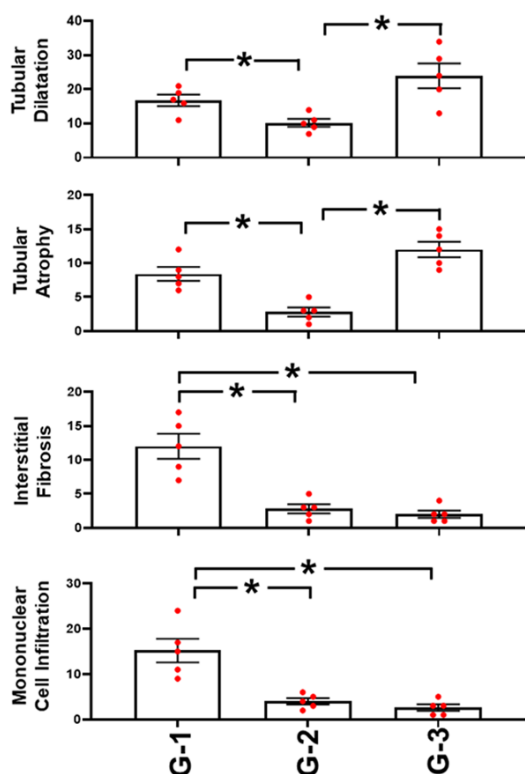 Tubular
Dilatation
40
30
20
10
0
*
*
Tubular
Atrophy
20
15
10
5
0
*
*
Interstitial
Fibrosis
20
15
10
5
0
*
*
Mononuclear
Cell Infiltration
30
20
10
0
*
*
G-1
G-2
G-3